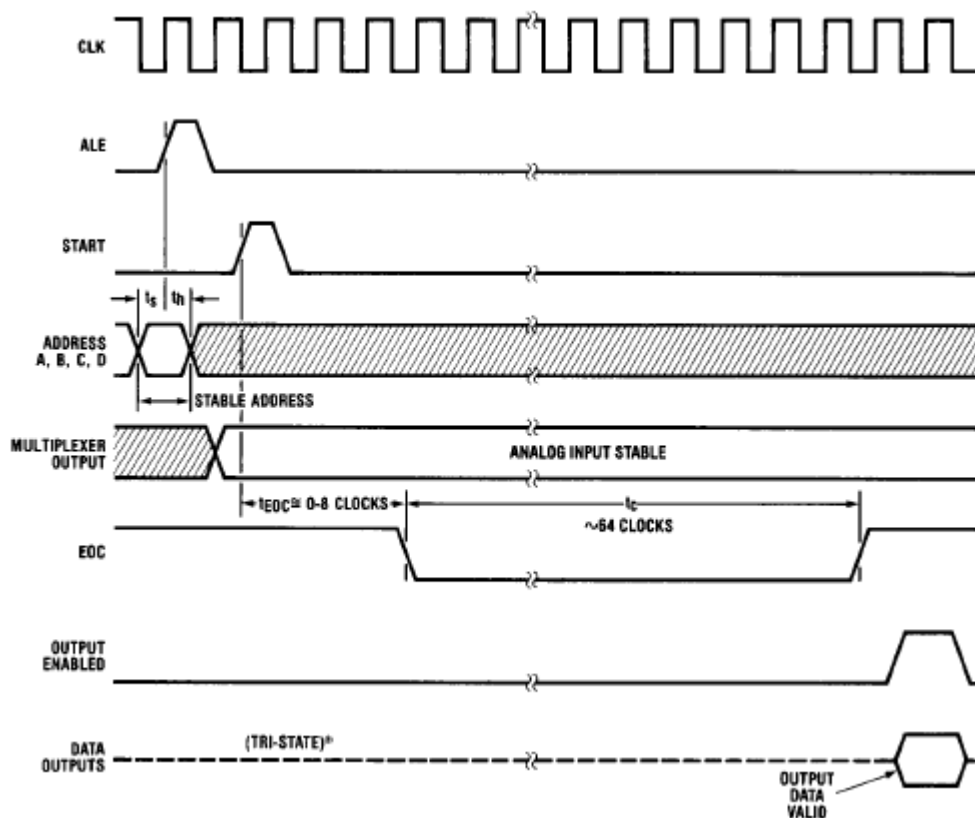 CLK
ALE
START
ts
th
ADDRESS
A, B, C, D
STABLE ADDRESS
MULTIPLEXER
OUTPUT
ANALOG INPUT STABLE
tEOC≅ 0-8 CLOCKS
tc
~64 CLOCKS
EOC
OUTPUT
ENABLED
(TRI-STATE)®
DATA
OUTPUTS
OUTPUT
DATA
VALID